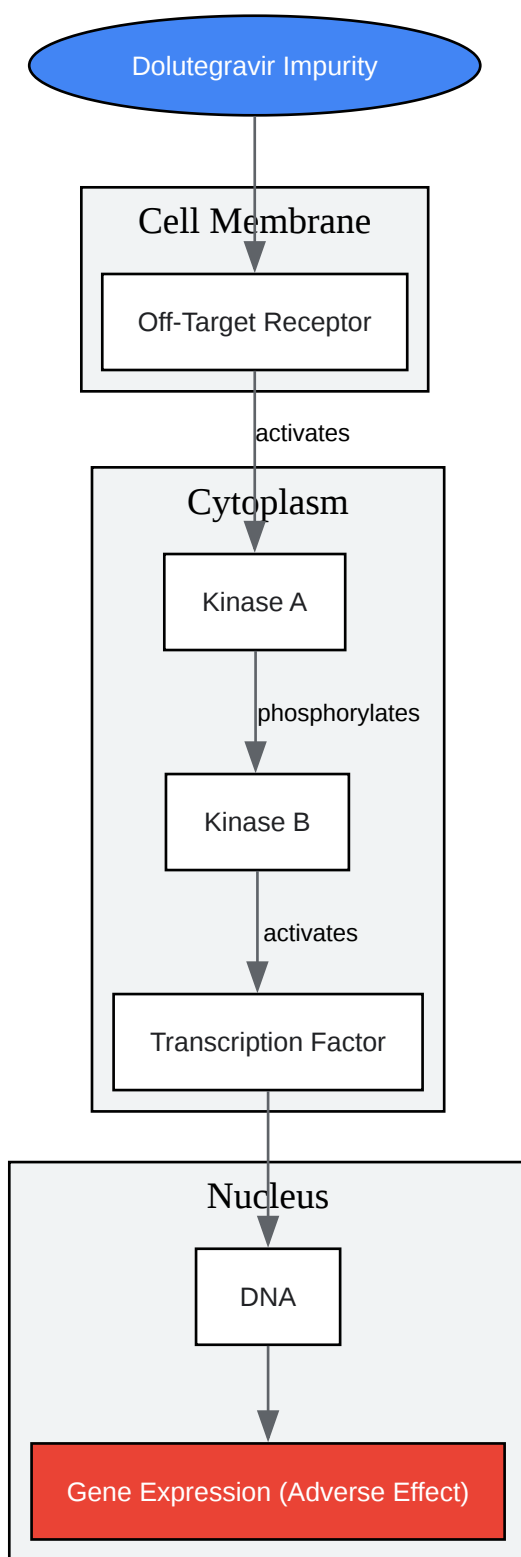 Dolutegravir Impurity
Cell Membrane
Off-Target Receptor
activates
Cytoplasm
Kinase A
phosphorylates
Kinase B
activates
Transcription Factor
Nucleus
DNA
Gene Expression (Adverse Effect)